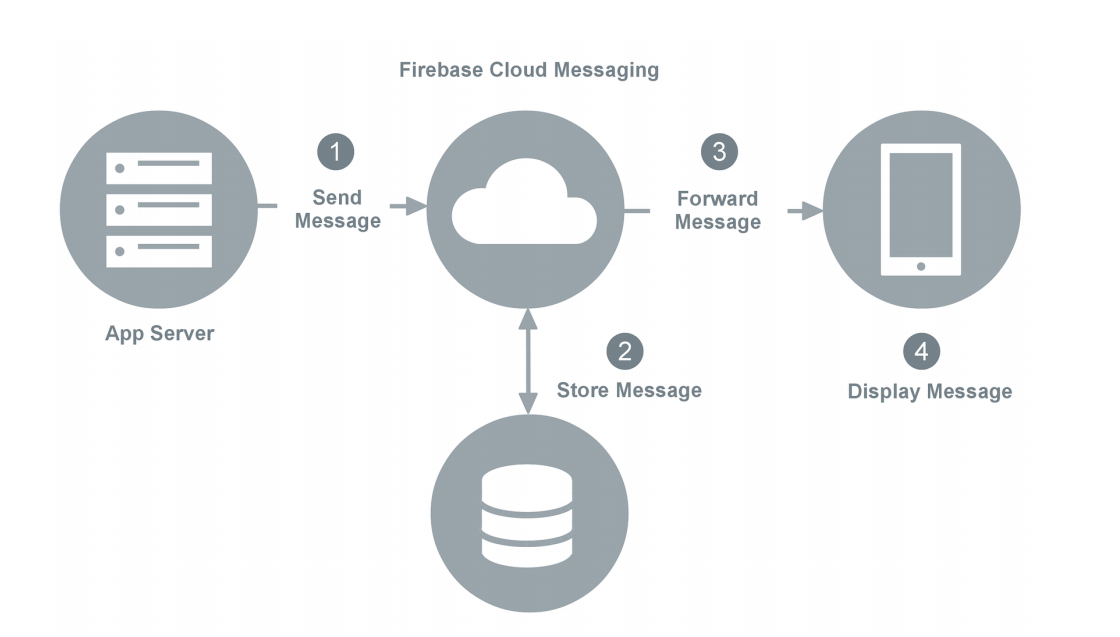 Firebase Cloud Messaging
1
Send
Message
3
Forward
Message
App Server
2
Store Message
4
Display Message